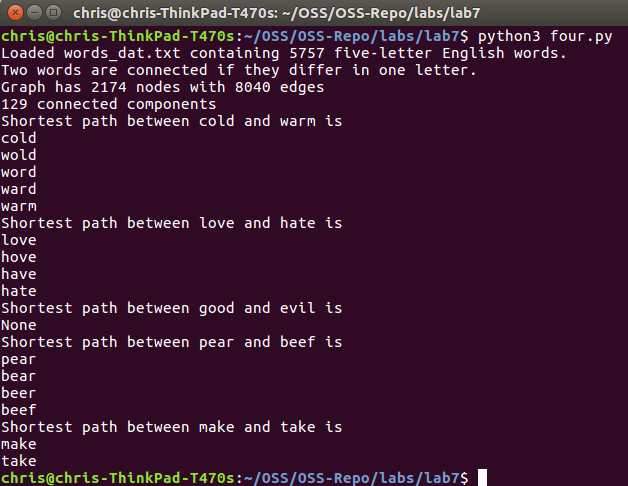 chris@chris-ThinkPad-T470s: ~/OSS/OSS-Repo/labs/lab7
chris@chris-ThinkPad-T470s:~/OSS/OSS-Repo/labs/lab7$ python3 four.py
Loaded words_dat.txt containing 5757 five-letter English words.
Two words are connected if they differ in one letter.
Graph has 2174 nodes with 8040 edges
129 connected components
Shortest path between cold and warm is
cold
wold
word
ward
warm
Shortest path between love and hate is
love
hove
have
hate
Shortest path between good and evil is
None
Shortest path between pear and beef is
pear
bear
beer
beef
Shortest path between make and take is
make
take
chris@chris-ThinkPad-T470s:~/OSS/OSS-Repo/labs/lab7$